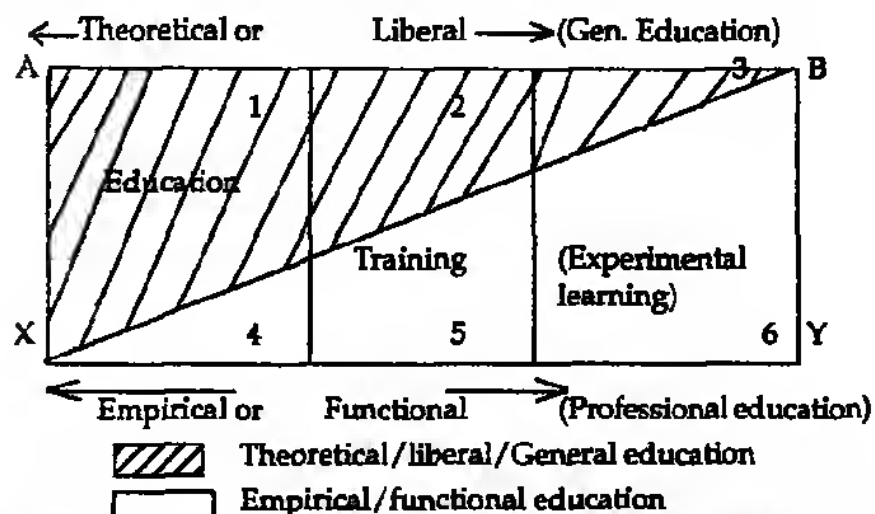 Theoretical or Liberal (Gen. Education)
A 3 B
1 2
Education
Training (Experimental
learning)
X 4 5 6 Y
Empirical or Functional (Professional education)
Theoretical/liberal/General education
Empirical/functional education